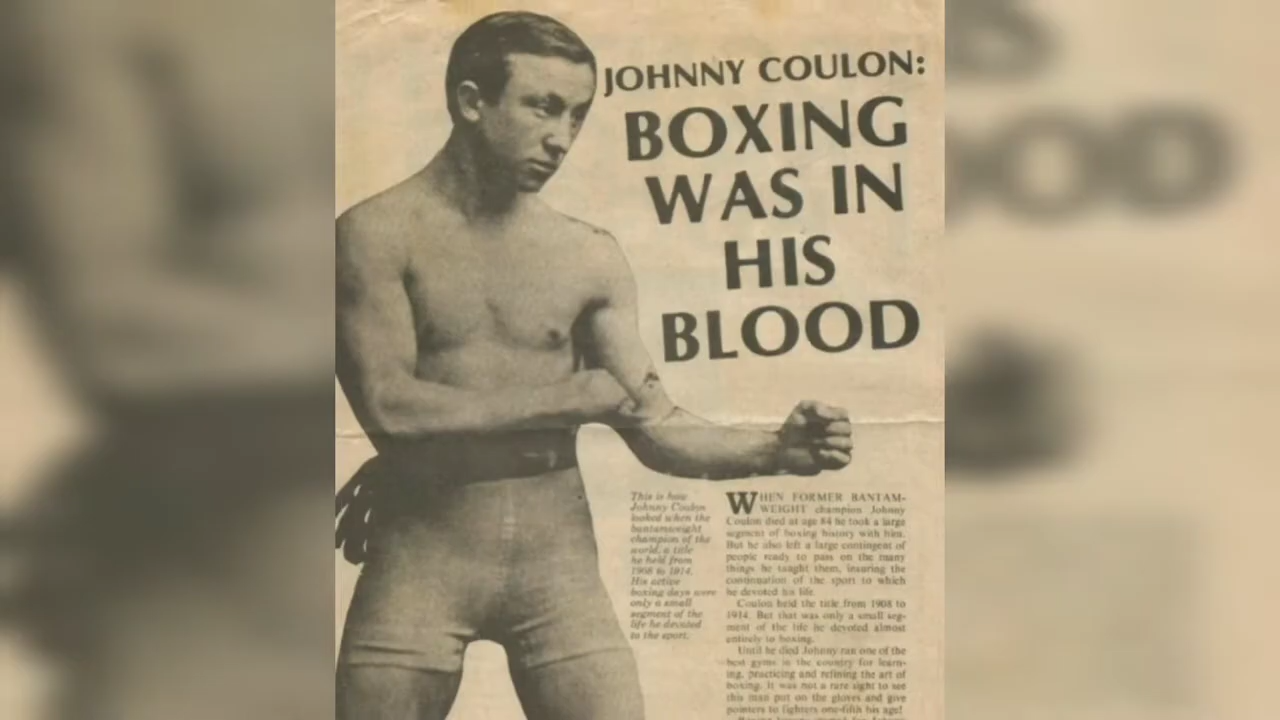 JOHNNY COULON:
BOXING
WAS IN
HIS
BLOOD
This is how
Johnny Coulon
looked when the
bantamweight
champion of the
world, a title
he held from
1908 to 1914.
His active
boxing days were
only a small
segment of the
life he devoted
to the sport.
WHEN FORMER BANTAM-
WEIGHT champion Johnny
Coulon died at age 84 he took a large
segment of boxing history with him.
But he also left a large contingent of
people ready to pass on the many
things he taught them, insuring the
continuation of the sport to which
he devoted his life.
Coulon held the title from 1908 to
1914. But that was only a small seg-
ment of the life he devoted almost
entirely to boxing.
Until he died Johnny ran one of the
best gyms in the country for learn-
ing, practicing and refining the art of
boxing. It was not a rare sight to see
this man put on the gloves and give
pointers to fighters one-fifth his age!